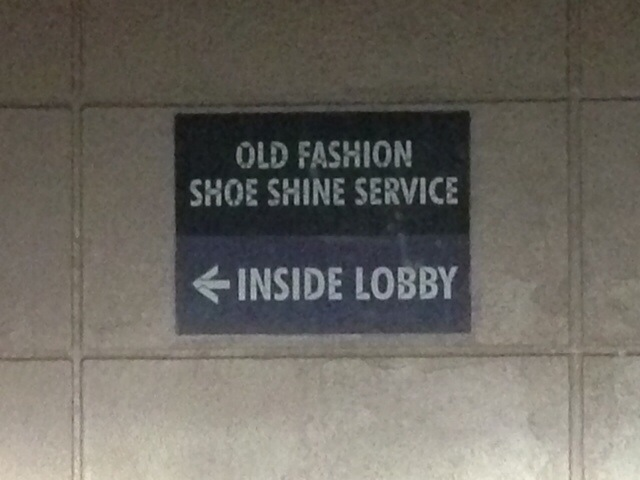 OLD FASHION
SHOE SHINE SERVICE
← INSIDE LOBBY